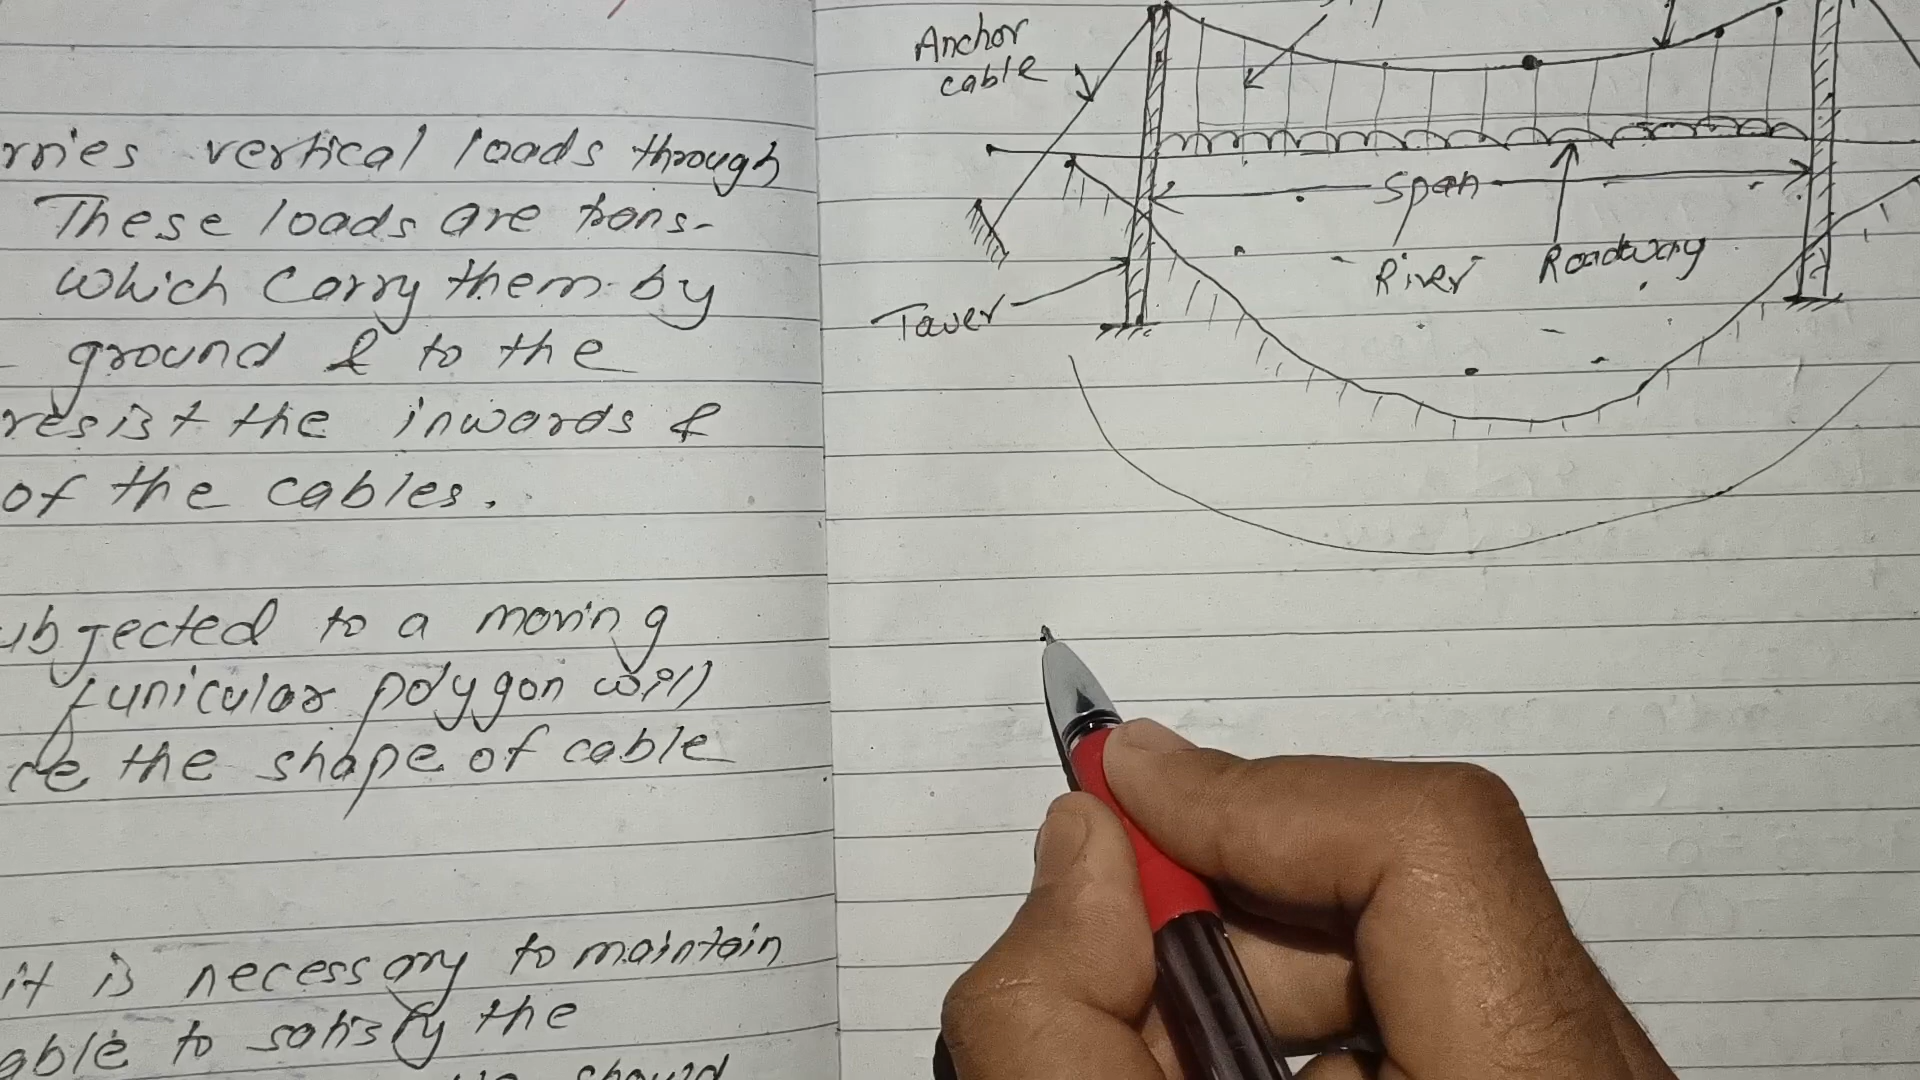 rries vertical loads through
These loads are trans-
which carry them by
ground & to the
resist the inwards &
of the cables.
ubjected to a moving
funicular polygon will
ce the shape of cable
it is necessary to maintain
able to satisfy the
should
Anchor
cable
Span
River
Roadway
Tower